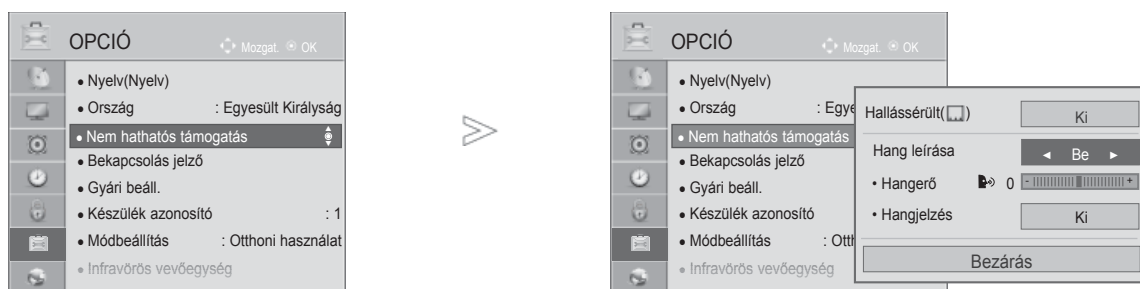 OPCIÓ Mozgat. OK
• Nyelv(Nyelv)
• Ország : Egyesült Királyság
• Nem hathatós támogatás
• Bekapcsolás jelző
• Gyári beáll.
• Készülék azonosító : 1
• Módbeállítás : Otthoni használat
• Infravörös vevőegység
OPCIÓ Mozgat. OK
• Nyelv(Nyelv)
• Ország : Egye
• Nem hathatós támogatás
• Bekapcsolás jelző
• Gyári beáll.
• Készülék azonosító
• Módbeállítás : Otth
• Infravörös vevőegység
Hallássérült( ) Ki
Hang leírása ◄ Be ►
• Hangerő 0 - +
• Hangjelzés Ki
Bezárás